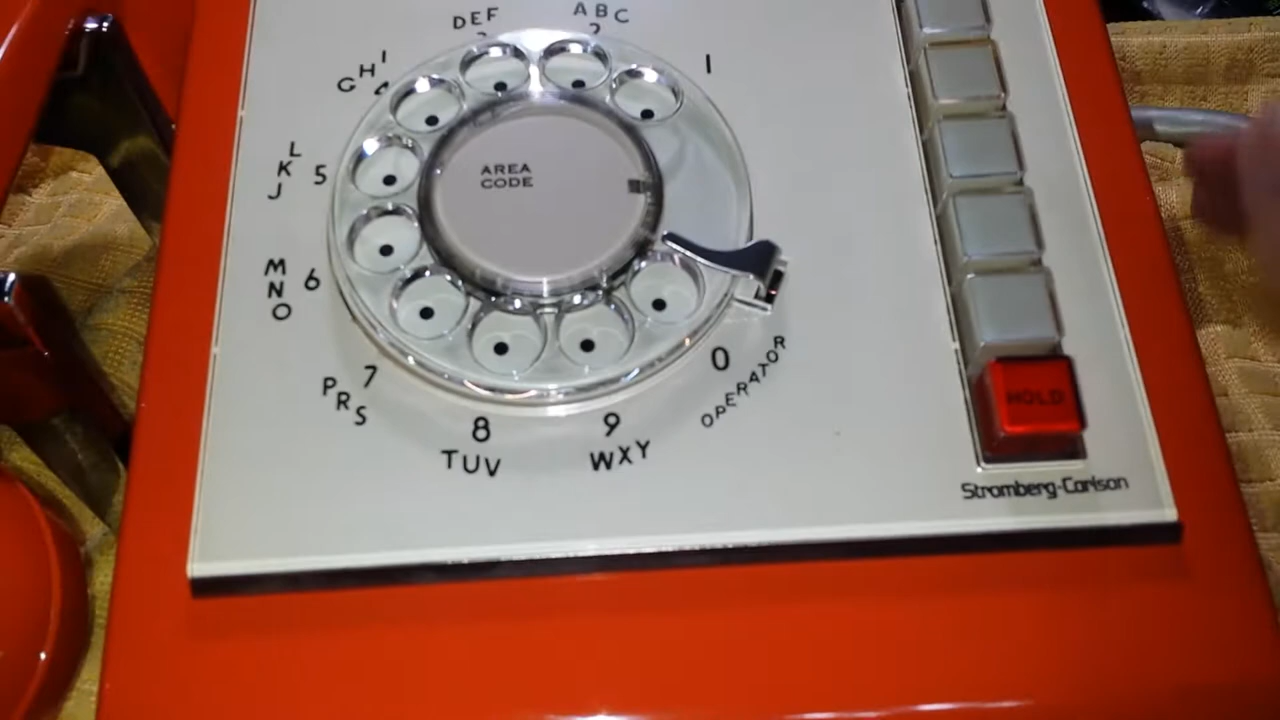 ABC
DEF
GHI
1
JKL
5
MNO
6
PRS
7
TUV
8
WXY
9
OPERATOR
0
AREA
CODE
HOLD
Stromberg-Carlson